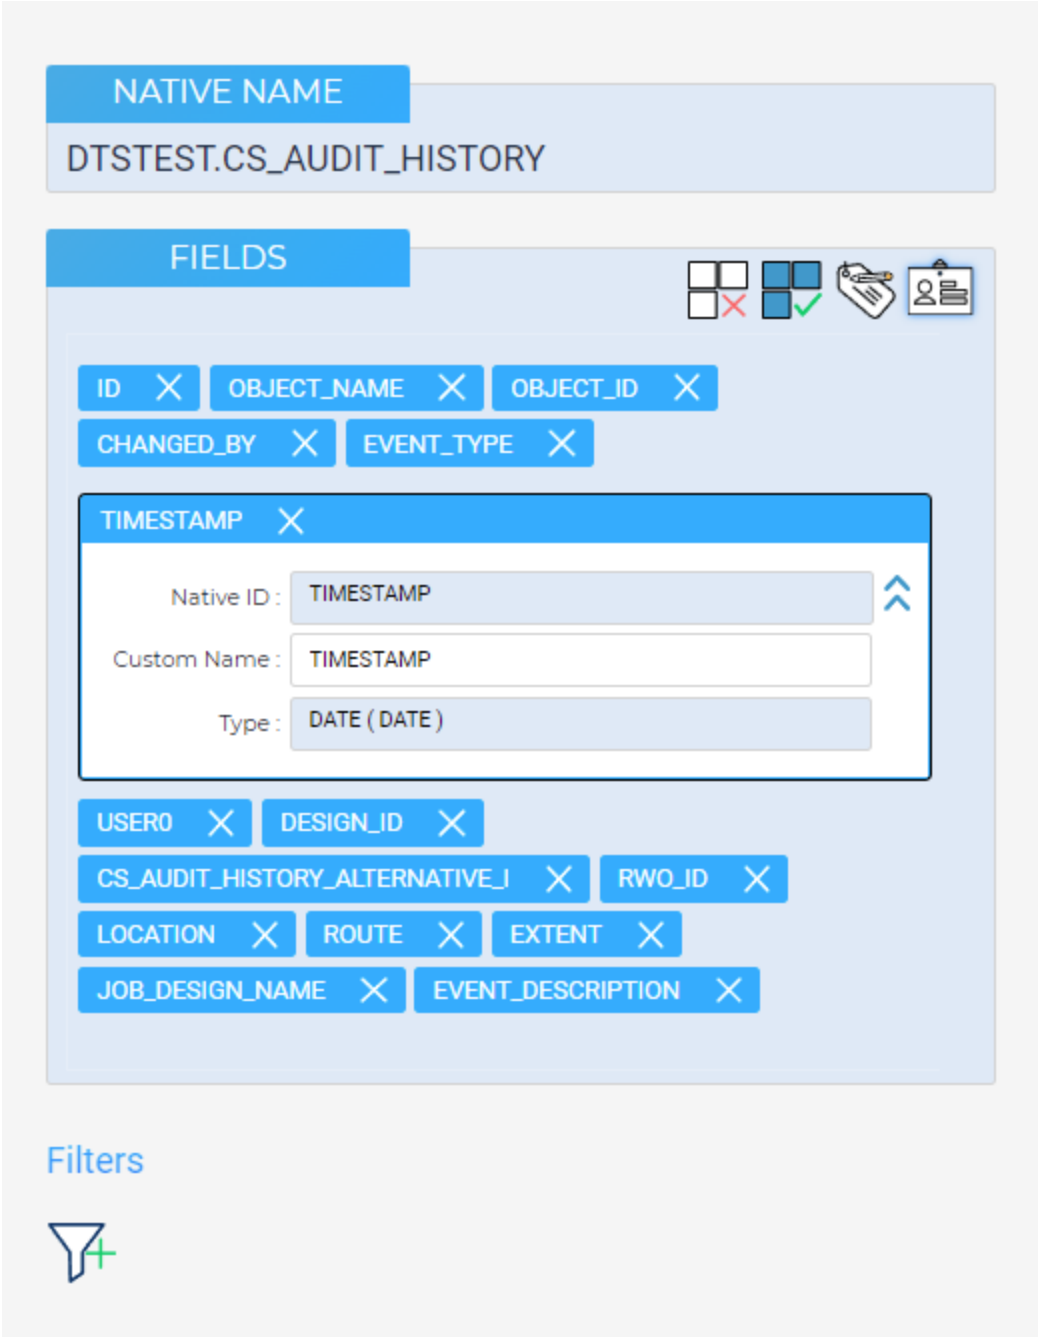 NATIVE NAME
DTSTEST.CS_AUDIT_HISTORY
FIELDS
ID OBJECT_NAME OBJECT_ID
CHANGED_BY EVENT_TYPE
TIMESTAMP
Native ID : TIMESTAMP
Custom Name : TIMESTAMP
Type : DATE ( DATE )
USER0 DESIGN_ID
CS_AUDIT_HISTORY_ALTERNATIVE_I RWO_ID
LOCATION ROUTE EXTENT
JOB_DESIGN_NAME EVENT_DESCRIPTION
Filters